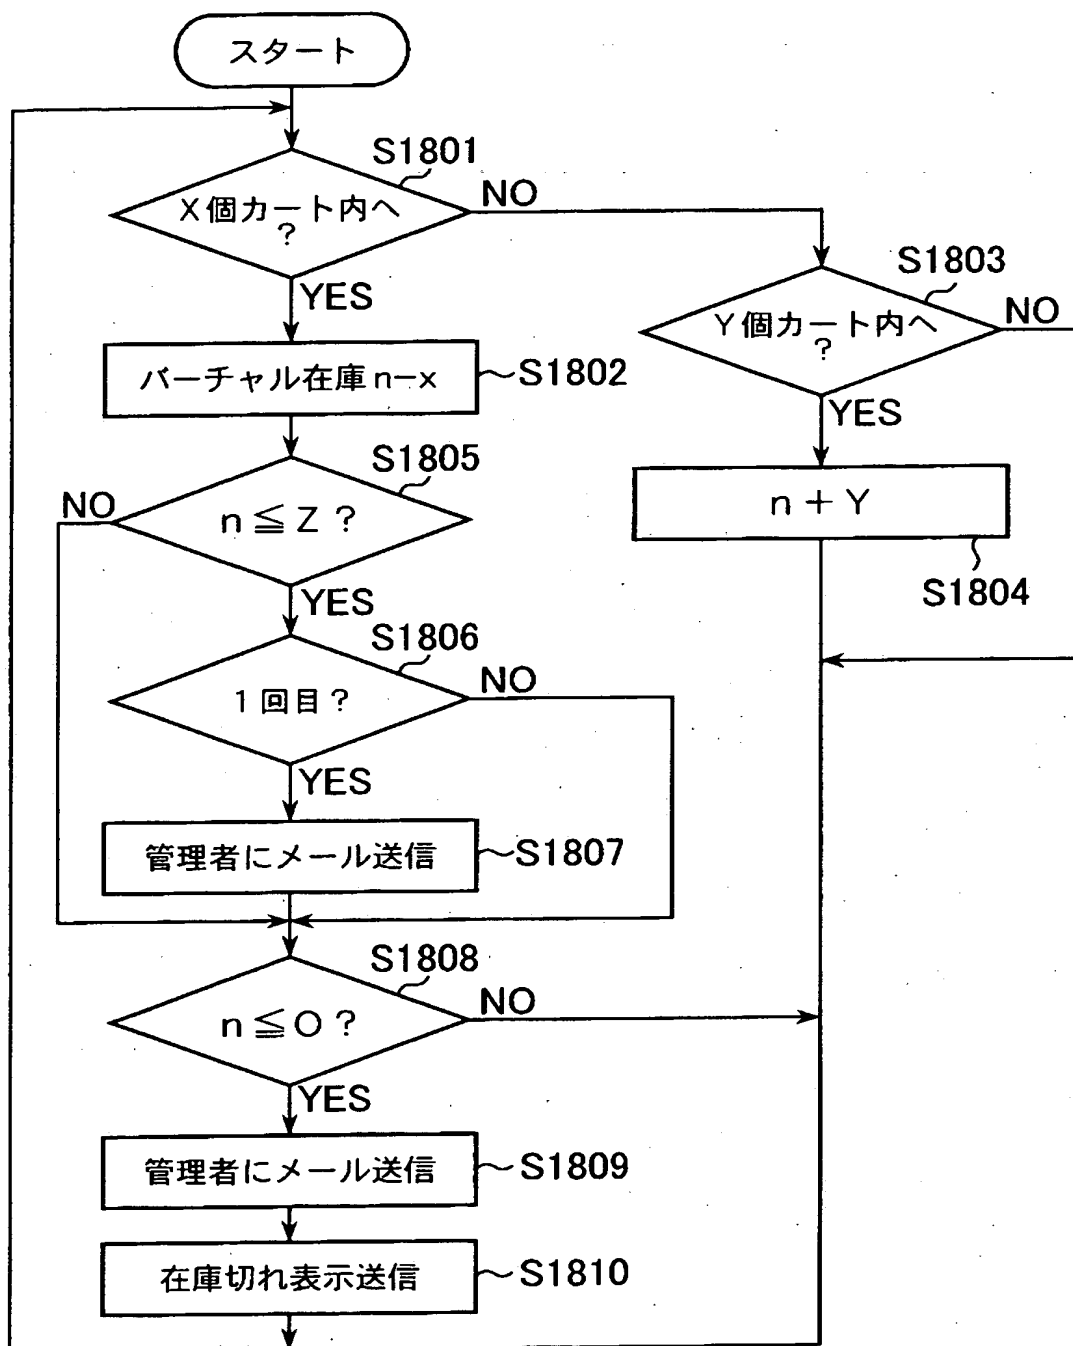 スタート
S1801
X個カート内へ
?
NO
YES
S1803
Y個カート内へ
?
NO
YES
バーチャル在庫n-x
S1802
n+Y
S1804
S1805
n≦Z?
NO
YES
S1806
1回目?
NO
YES
管理者にメール送信
S1807
S1808
n≦O?
NO
YES
管理者にメール送信
S1809
在庫切れ表示送信
S1810